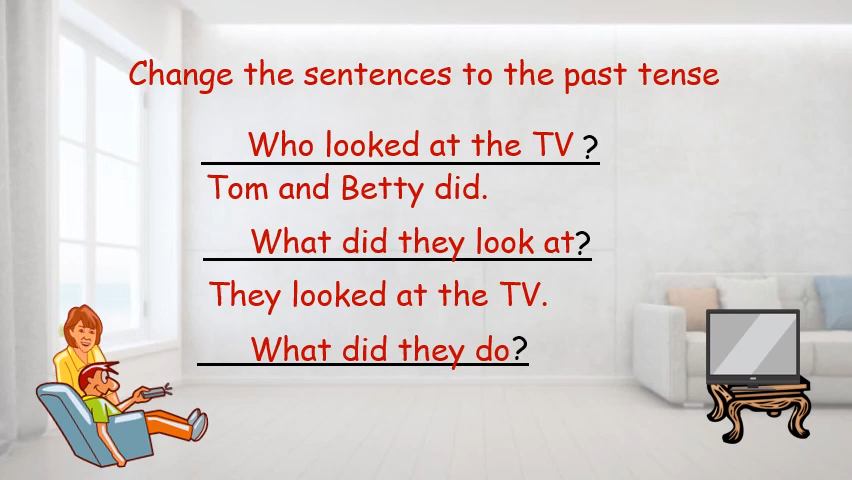 Change the sentences to the past tense
Who looked at the TV ?
Tom and Betty did.
What did they look at?
They looked at the TV.
What did they do?